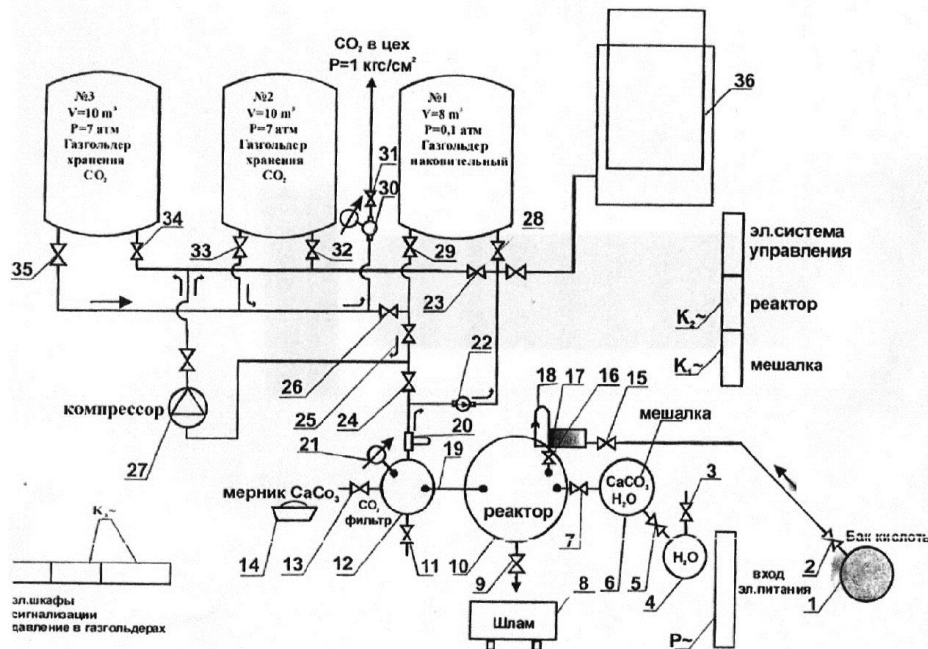 CO₂ в цех
P=1 кгс/см²
№3
V=10 m³
P=7 атм
Газгольдер
хранения
CO₂
№2
V=10 m³
P=7 атм
Газгольдер
хранения
CO₂
№1
V=8 m³
P=0,1 атм
Газгольдер
накопительный
36
31
30
34
33
32
29
28
35
23
эл.система
управления
реактор
K₂~
K₁~
мешалка
компрессор
26
22
25
18
17
16
15
24
27
20
21
19
мешалка
3
мерник CaCo₃
CO₂
фильтр
реактор
CaCO₃
H₂O
H₂O
Бак кислоты
14
13
12
11
10
9
7
8
6
5
4
2
1
вход
эл.питания
P~
Шлам
эл.шкафы
сигнализации
давление в газгольдерах